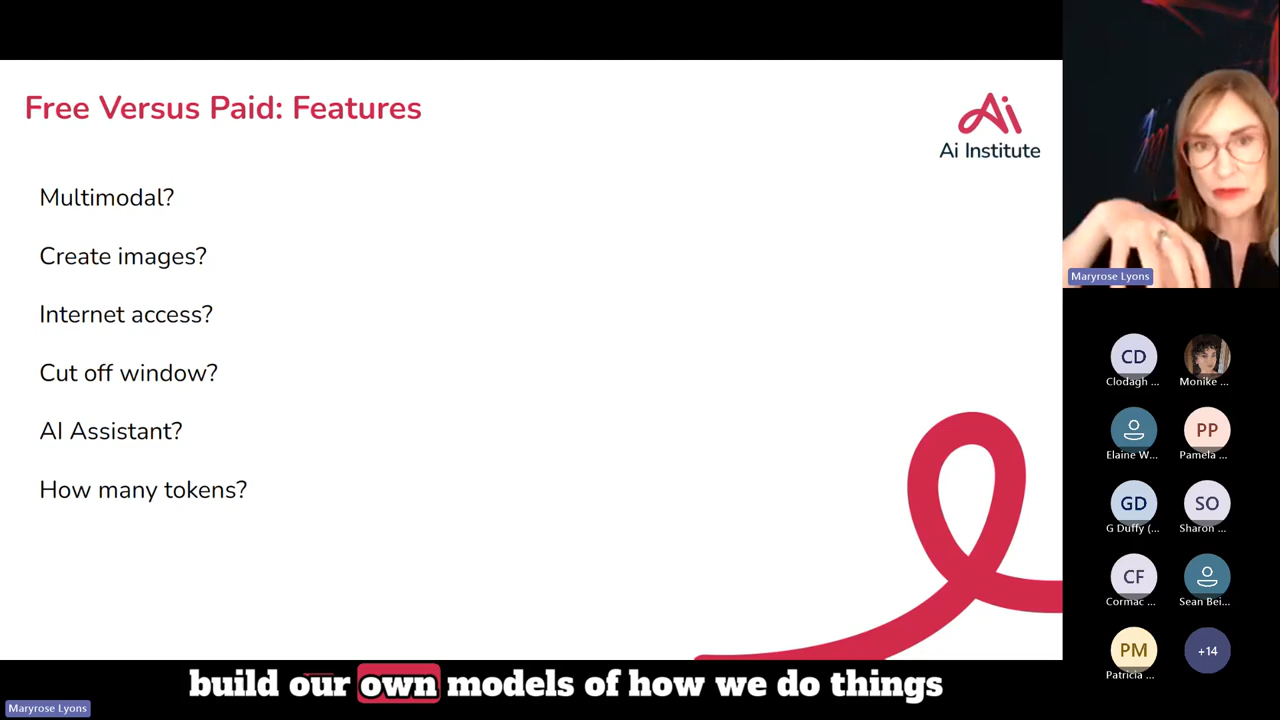 Free Versus Paid: Features
Ai
Ai Institute
Multimodal?
Create images?
Internet access?
Cut off window?
AI Assistant?
How many tokens?
Maryrose Lyons
CD
Clodagh ...
Monike ...
Elaine W...
PP
Pamela ...
GD
G Duffy (...
SO
Sharon ...
CF
Cormac ...
Sean Bei...
PM
Patricia ...
+14
build our own models of how we do things
Maryrose Lyons